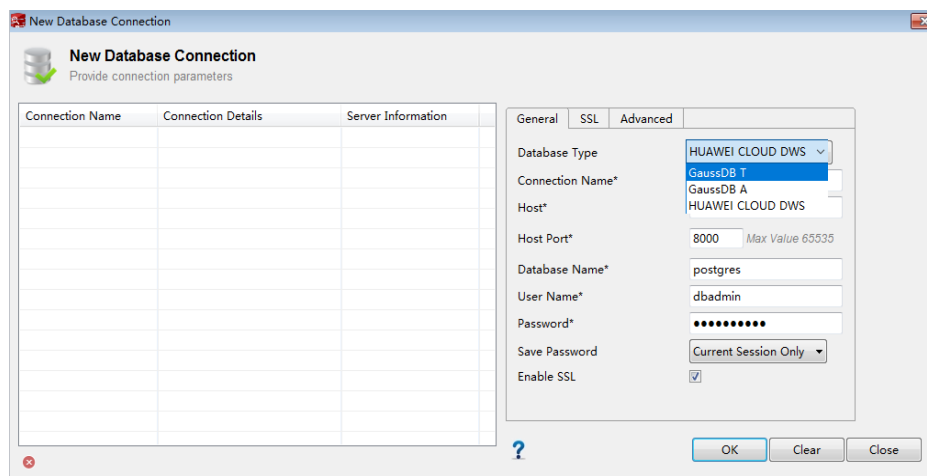 New Database Connection
New Database Connection
Provide connection parameters
Connection Name Connection Details Server Information
General SSL Advanced
Database Type HUAWEI CLOUD DWS
GaussDB T
GaussDB A
HUAWEI CLOUD DWS
Connection Name*
Host*
Host Port* 8000 Max Value 65535
Database Name* postgres
User Name* dbadmin
Password* ●●●●●●●●●●
Save Password Current Session Only
Enable SSL
? OK Clear Close